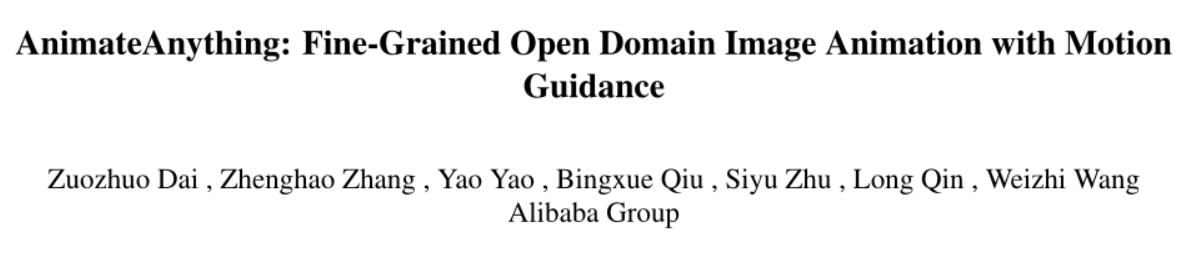 AnimateAnything: Fine-Grained Open Domain Image Animation with Motion
Guidance
Zuozhuo Dai , Zhenghao Zhang , Yao Yao , Bingxue Qiu , Siyu Zhu , Long Qin , Weizhi Wang
Alibaba Group